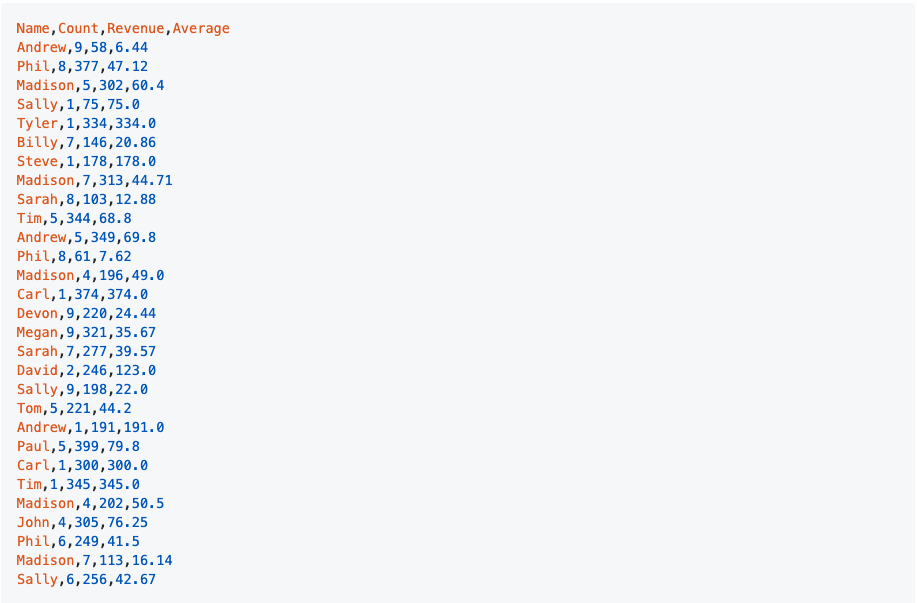 Name,Count,Revenue,Average
Andrew,9,58,6.44
Phil,8,377,47.12
Madison,5,302,60.4
Sally,1,75,75.0
Tyler,1,334,334.0
Billy,7,146,20.86
Steve,1,178,178.0
Madison,7,313,44.71
Sarah,8,103,12.88
Tim,5,344,68.8
Andrew,5,349,69.8
Phil,8,61,7.62
Madison,4,196,49.0
Carl,1,374,374.0
Devon,9,220,24.44
Megan,9,321,35.67
Sarah,7,277,39.57
David,2,246,123.0
Sally,9,198,22.0
Tom,5,221,44.2
Andrew,1,191,191.0
Paul,5,399,79.8
Carl,1,300,300.0
Tim,1,345,345.0
Madison,4,202,50.5
John,4,305,76.25
Phil,6,249,41.5
Madison,7,113,16.14
Sally,6,256,42.67